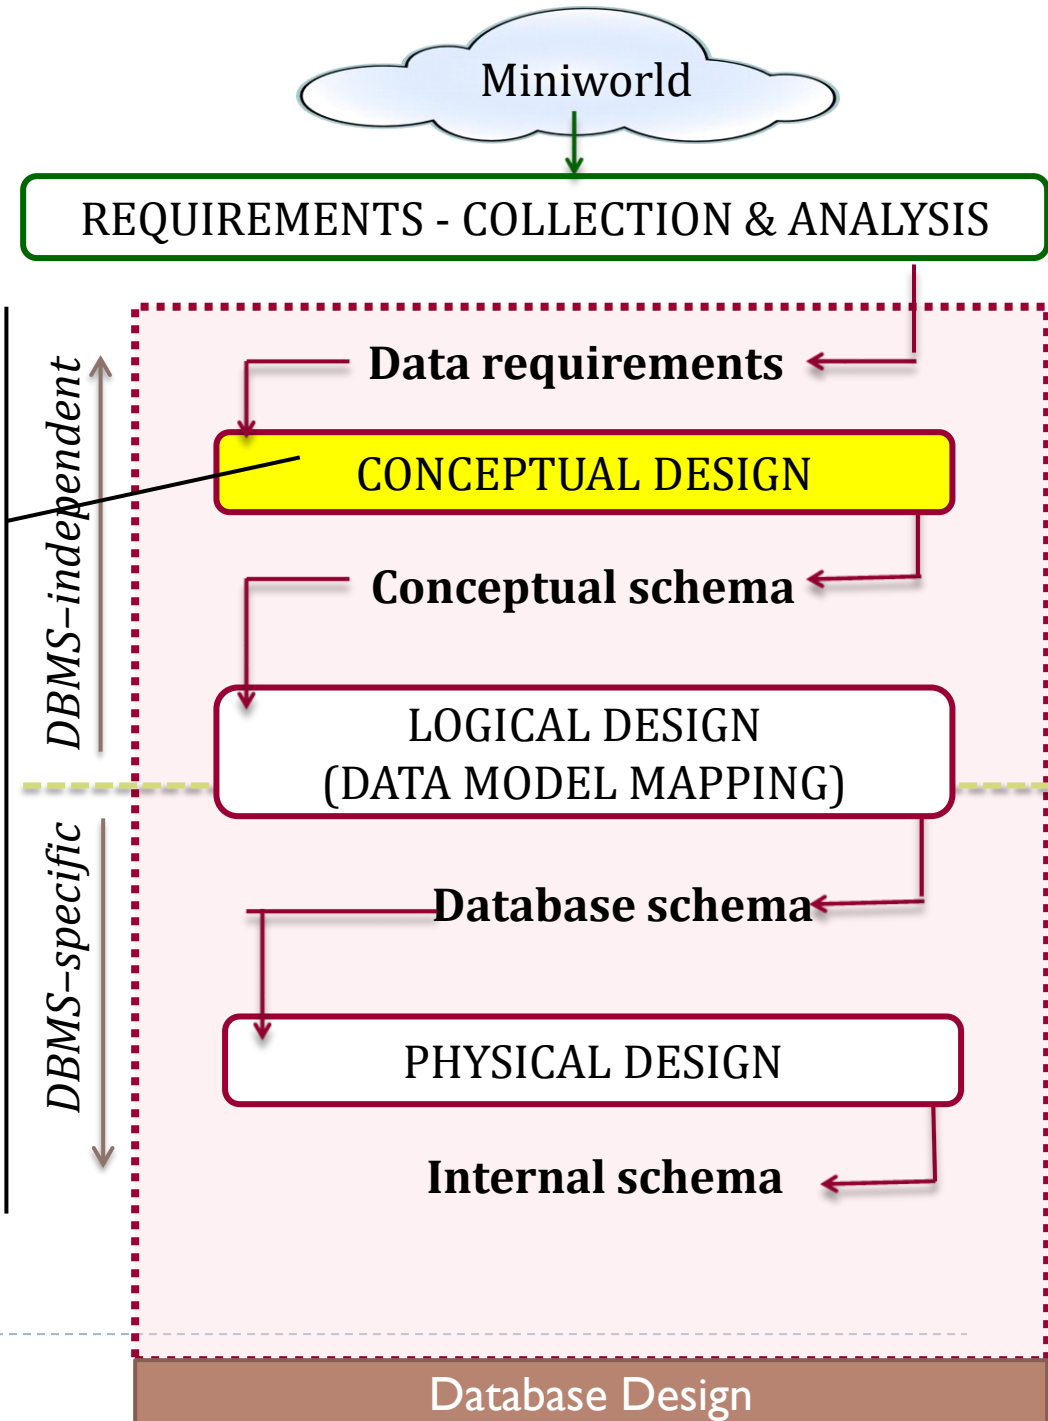 Miniworld
REQUIREMENTS - COLLECTION & ANALYSIS
Data requirements
CONCEPTUAL DESIGN
DBMS–independent
Conceptual schema
LOGICAL DESIGN
(DATA MODEL MAPPING)
DBMS–specific
Database schema
PHYSICAL DESIGN
Internal schema
Database Design